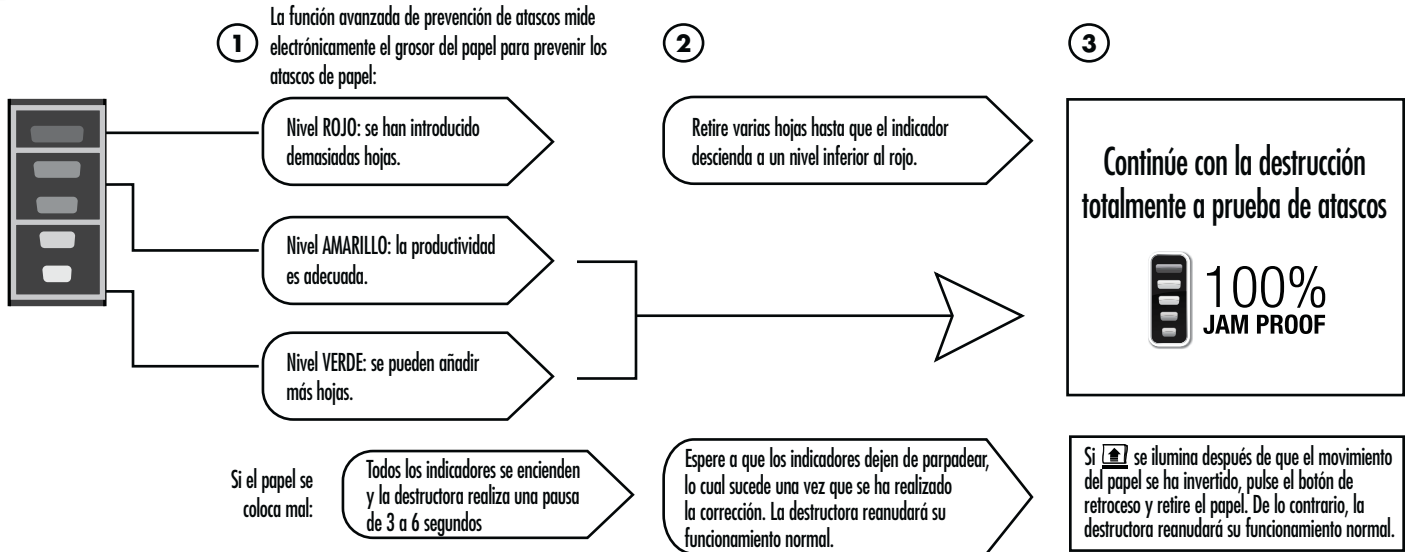 1
La función avanzada de prevención de atascos mide
electrónicamente el grosor del papel para prevenir los
atascos de papel:
Nivel ROJO: se han introducido
demasiadas hojas.
Nivel AMARILLO: la productividad
es adecuada.
Nivel VERDE: se pueden añadir
más hojas.
2
Retire varias hojas hasta que el indicador
descienda a un nivel inferior al rojo.
3
Continúe con la destrucción
totalmente a prueba de atascos
100%
JAM PROOF
Si el papel se
coloca mal:
Todos los indicadores se encienden
y la destructora realiza una pausa
de 3 a 6 segundos
Espere a que los indicadores dejen de parpadear,
lo cual sucede una vez que se ha realizado
la corrección. La destructora reanudará su
funcionamiento normal.
Si se ilumina después de que el movimiento
del papel se ha invertido, pulse el botón de
retroceso y retire el papel. De lo contrario, la
destructora reanudará su funcionamiento normal.